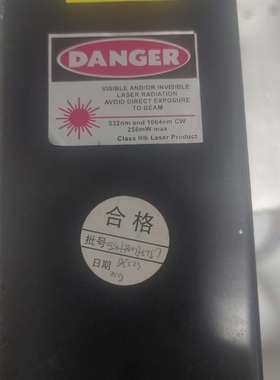 DANGER
VISIBLE AND/OR INVISIBLE
LASER RADIATION
AVOID DIRECT EXPOSURE
TO BEAM
532nm and 1064nm CW
250mW max
Class IIIb Laser Product
合格
批号
日期